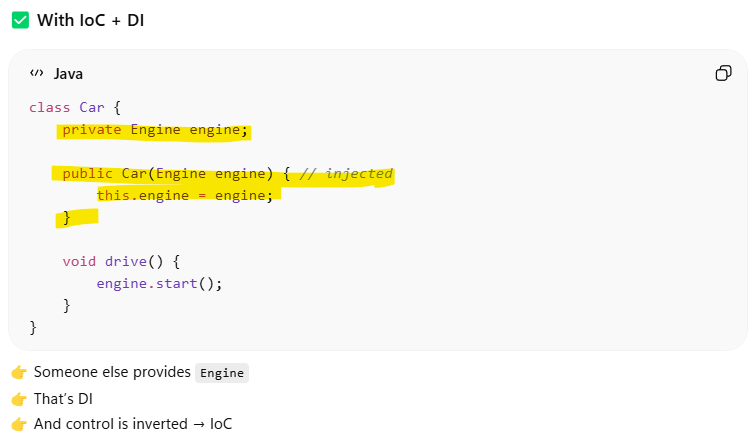 ✅ With IoC + DI
</> Java
class Car {
    private Engine engine;
    public Car(Engine engine) { // injected
        this.engine = engine;
    }
    void drive() {
        engine.start();
    }
}
👉 Someone else provides Engine
👉 That's DI
👉 And control is inverted → IoC